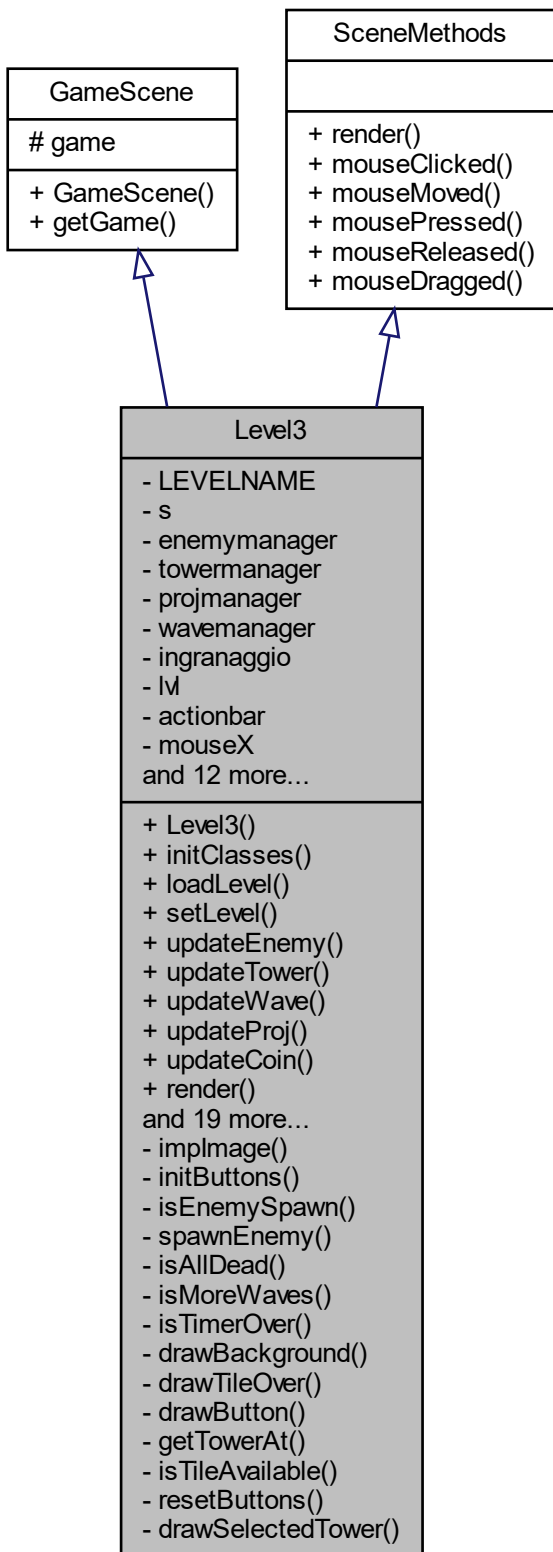 SceneMethods
+ render()
+ mouseClicked()
+ mouseMoved()
+ mousePressed()
+ mouseReleased()
+ mouseDragged()
GameScene
# game
+ GameScene()
+ getGame()
Level3
- LEVELNAME
- s
- enemymanager
- towermanager
- projmanager
- wavemanager
- ingranaggio
- lvl
- actionbar
- mouseX
and 12 more...
+ Level3()
+ initClasses()
+ loadLevel()
+ setLevel()
+ updateEnemy()
+ updateTower()
+ updateWave()
+ updateProj()
+ updateCoin()
+ render()
and 19 more...
- impImage()
- initButtons()
- isEnemySpawn()
- spawnEnemy()
- isAllDead()
- isMoreWaves()
- isTimerOver()
- drawBackground()
- drawTileOver()
- drawButton()
- getTowerAt()
- isTileAvailable()
- resetButtons()
- drawSelectedTower()